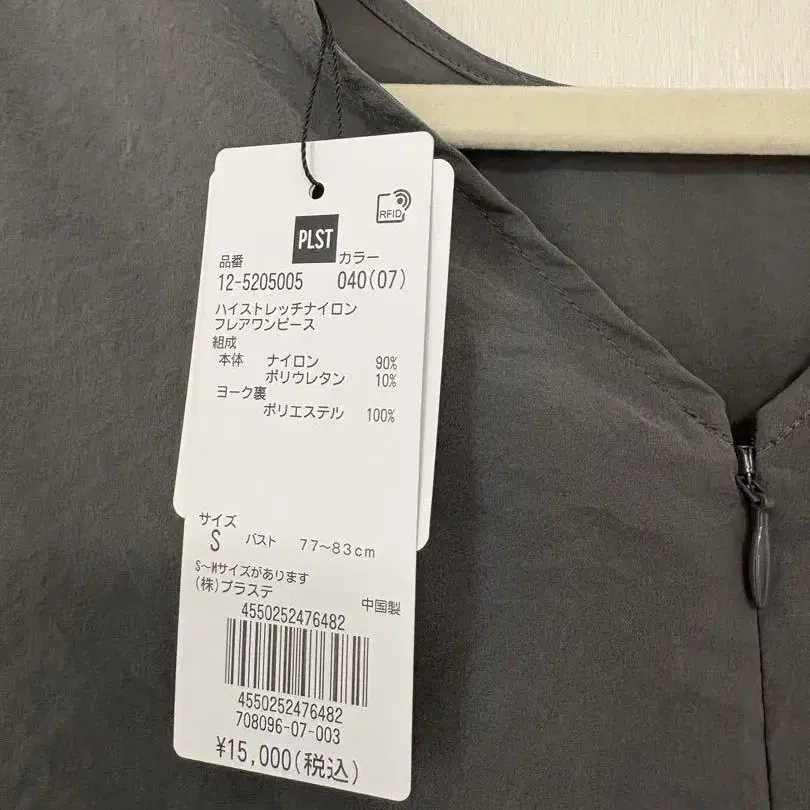 RFID
PLST
品番 カラー
12-5205005 040(07)
ハイストレッチナイロン
フレアワンピース
組成
本体 ナイロン 90%
ポリウレタン 10%
ヨーク裏
ポリエステル 100%
サイズ
S バスト 77～83cm
S～Mサイズがあります
(株)プラステ
中国製
4550252476482
4550252476482
708096-07-003
¥15,000(税込)